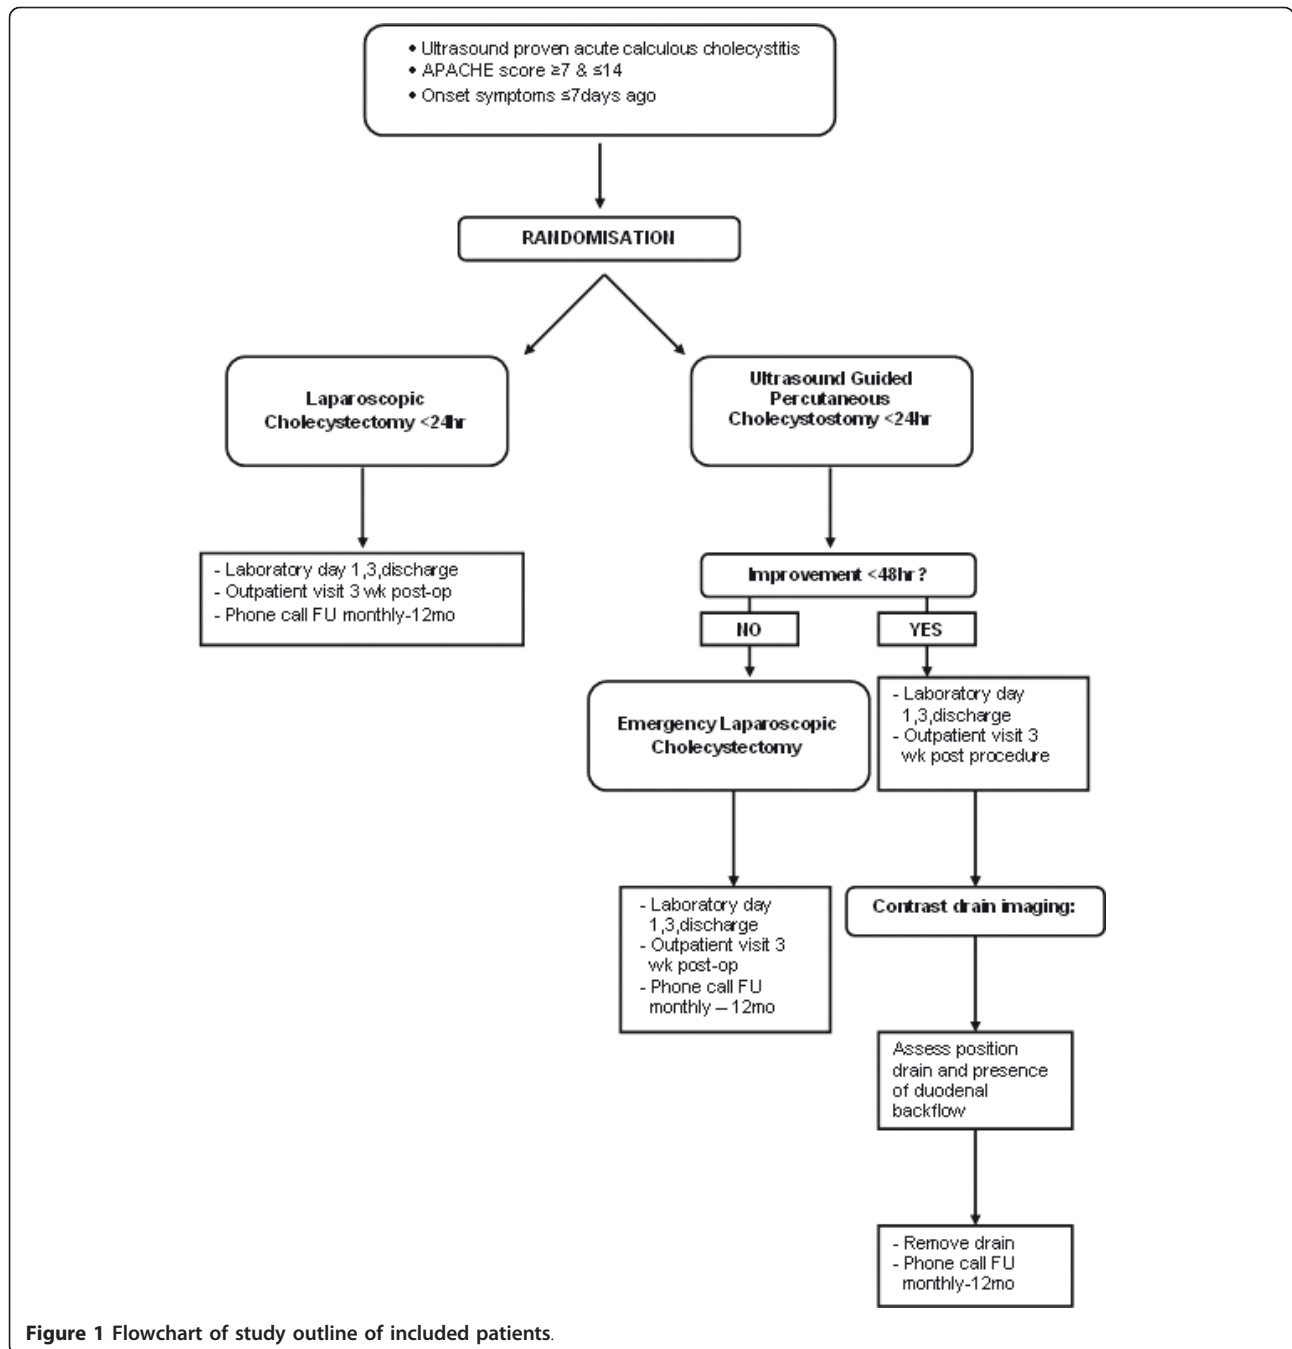 • Ultrasound proven acute calculous cholecystitis
• APACHE score ≥7 & ≤14
• Onset symptoms ≤7days ago
RANDOMISATION
Laparoscopic
Cholecystectomy <24hr
Ultrasound Guided
Percutaneous
Cholecystostomy <24hr
- Laboratory day 1,3,discharge
- Outpatient visit 3 wk post-op
- Phone call FU monthly-12mo
Improvement <48hr?
NO
YES
Emergency Laparoscopic
Cholecystectomy
- Laboratory day
1,3,discharge
- Outpatient visit 3
wk post procedure
- Laboratory day
1,3,discharge
- Outpatient visit 3
wk post-op
- Phone call FU
monthly – 12mo
Contrast drain imaging:
Assess position
drain and presence
of duodenal
backflow
- Remove drain
- Phone call FU
monthly-12mo
Figure 1 Flowchart of study outline of included patients.